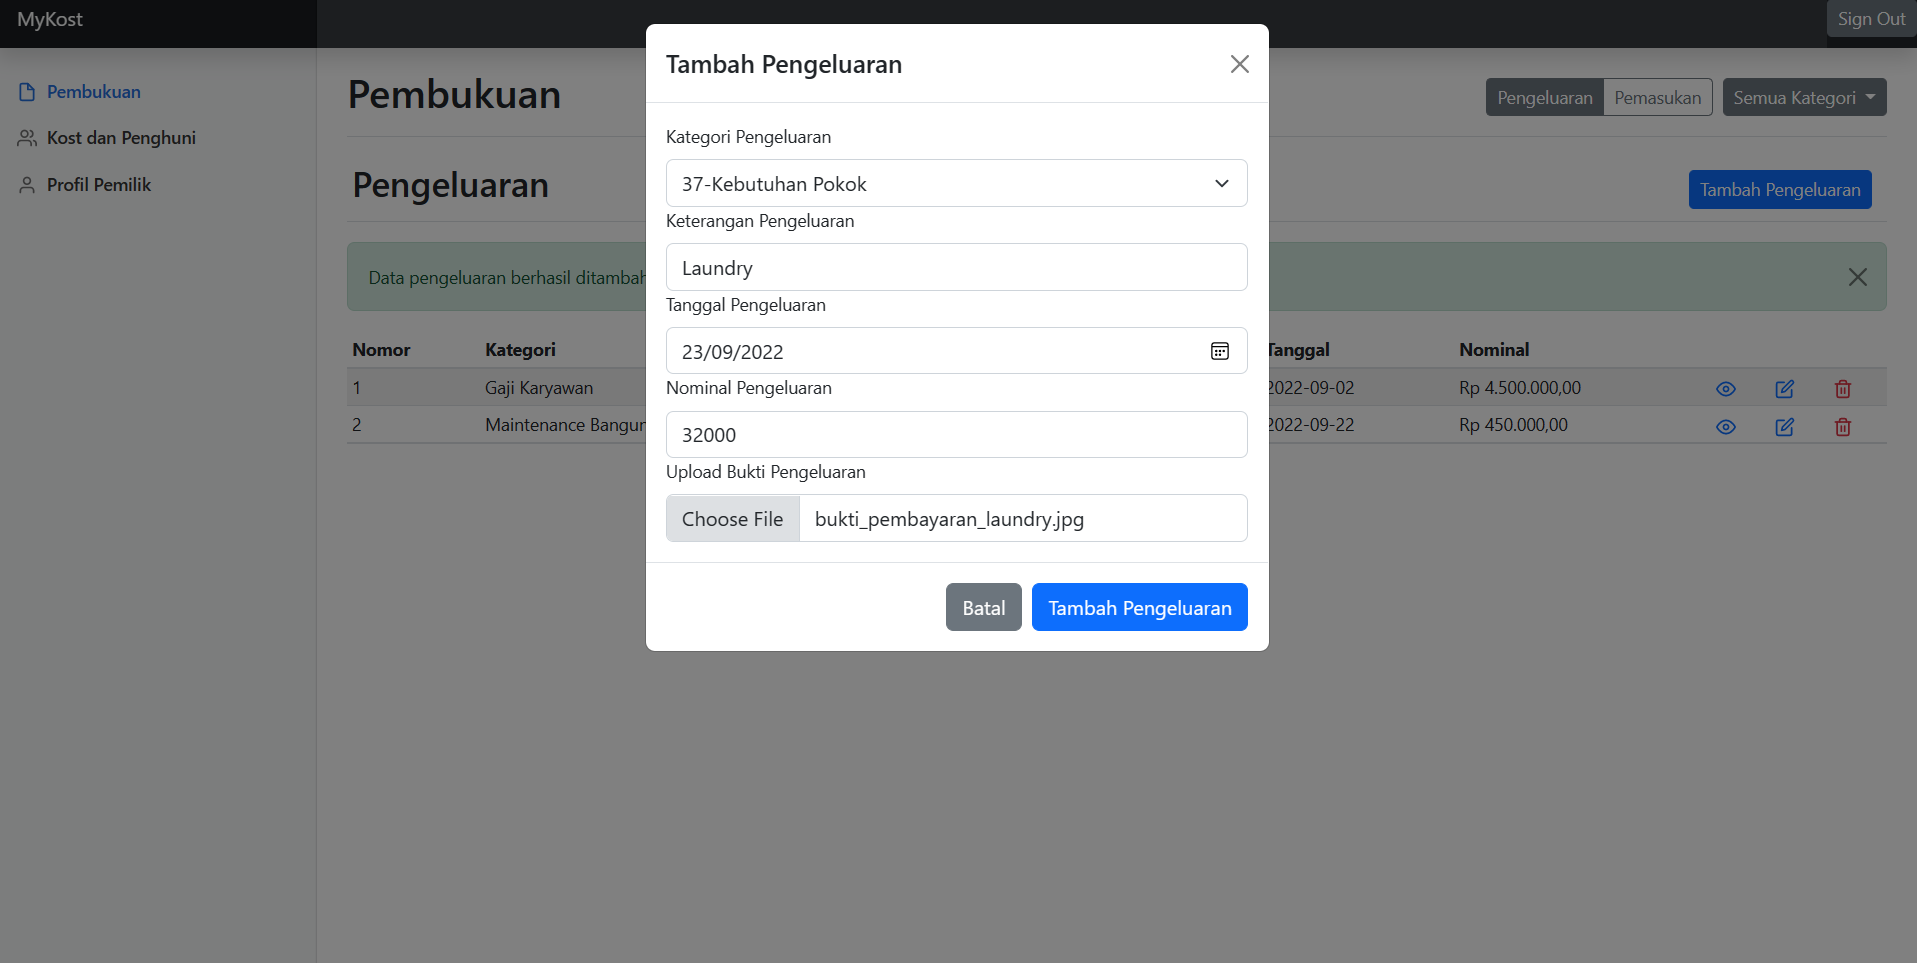 MyKost
Sign Out
Pembukuan
Kost dan Penghuni
Profil Pemilik
Pembukuan
Pengeluaran
Pemasukan
Semua Kategori
Pengeluaran
Tambah Pengeluaran
Data pengeluaran berhasil
Nomor
Kategori
Tanggal
Nominal
1
Gaji Karyawan
2022-09-02
Rp 4.500.000,00
2
Maintenance
2022-09-22
Rp 450.000,00
Tambah Pengeluaran
Kategori Pengeluaran
37-Kebutuhan Pokok
Keterangan Pengeluaran
Laundry
Tanggal Pengeluaran
23/09/2022
Nominal Pengeluaran
32000
Upload Bukti Pengeluaran
Choose File
bukti_pembayaran_laundry.jpg
Batal
Tambah Pengeluaran